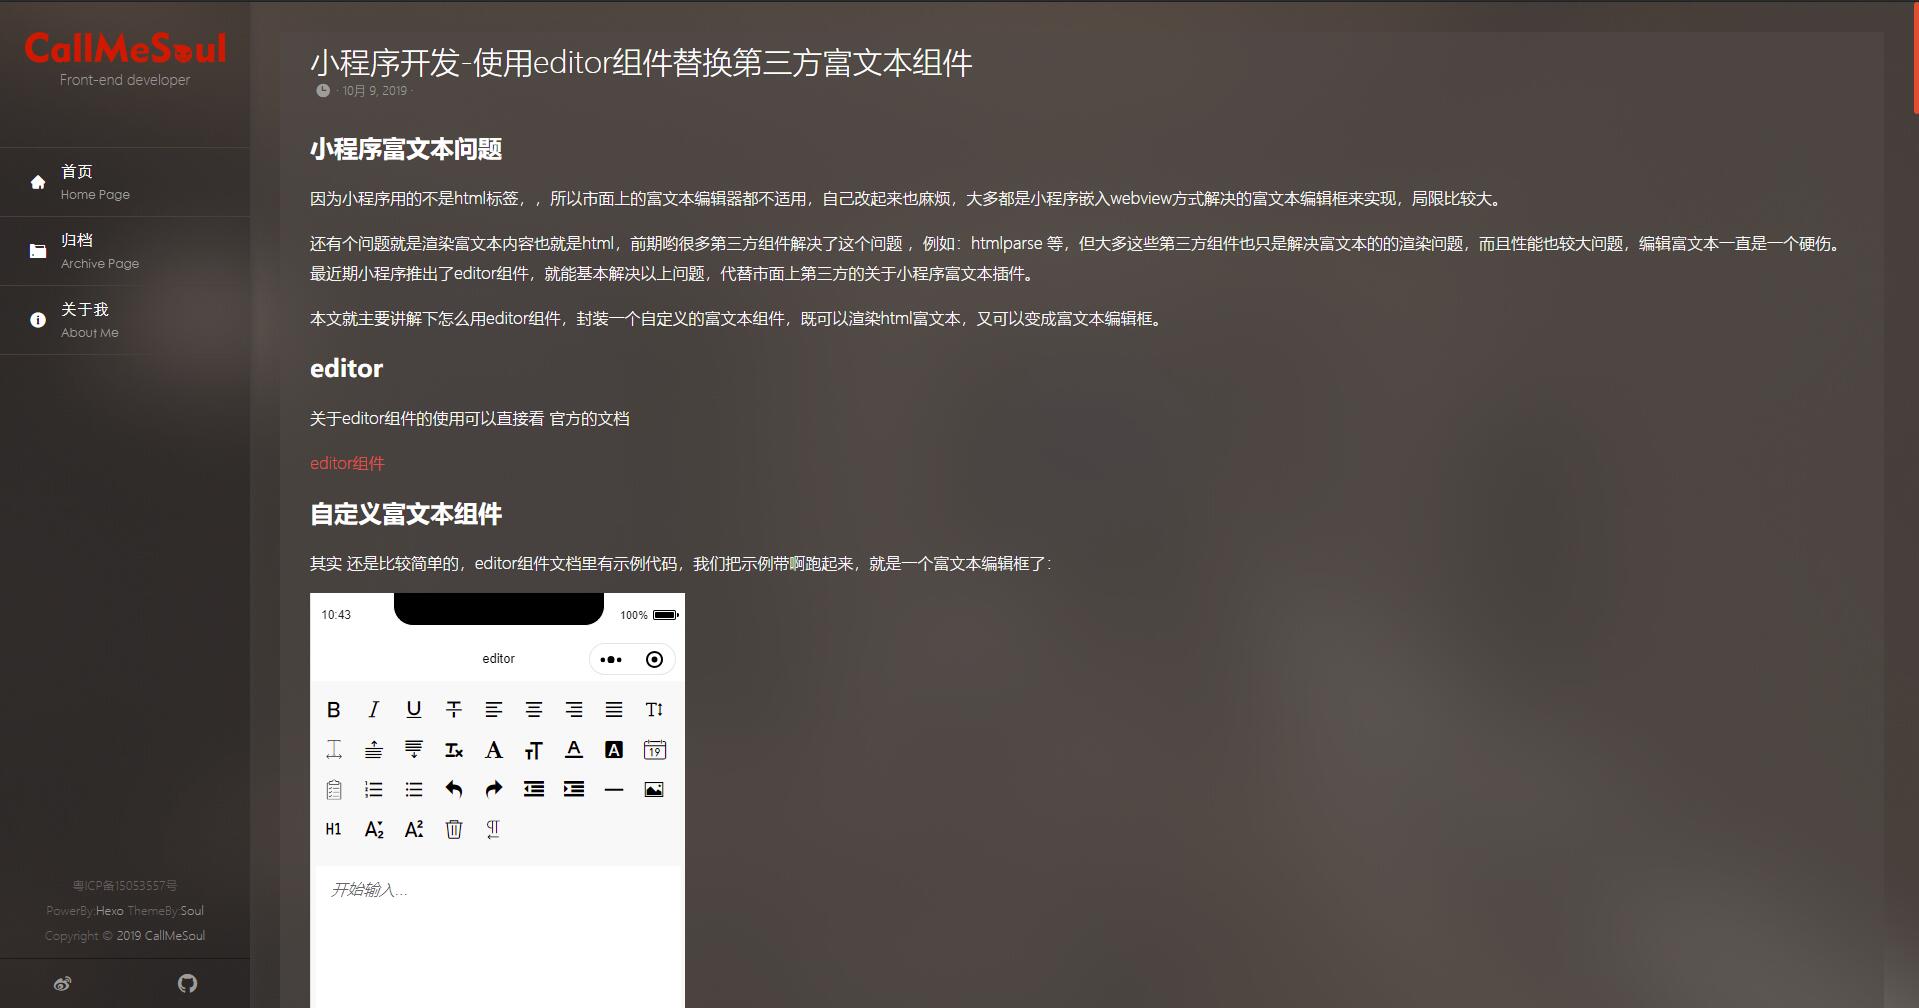 CallMeSoul
Front-end developer
首页
Home Page
归档
Archive Page
关于我
About Me
粤ICP备15053557号
PowerBy:Hexo ThemeBy:Soul
Copyright © 2019 CallMeSoul
小程序开发-使用editor组件替换第三方富文本组件
· 10月 9, 2019 ·
小程序富文本问题
因为小程序用的不是html标签，，所以市面上的富文本编辑器都不适用，自己改起来也麻烦，大多都是小程序嵌入webview方式解决的富文本编辑框来实现，局限比较大。
还有个问题就是渲染富文本内容也就是html，前期哟很多第三方组件解决了这个问题 ，例如：htmlparse 等，但大多这些第三方组件也只是解决富文本的的渲染问题，而且性能也较大问题，编辑富文本一直是一个硬伤。
最近期小程序推出了editor组件，就能基本解决以上问题，代替市面上第三方的关于小程序富文本插件。
本文就主要讲解下怎么用editor组件，封装一个自定义的富文本组件，既可以渲染html富文本，又可以变成富文本编辑框。
editor
关于editor组件的使用可以直接看 官方的文档
editor组件
自定义富文本组件
其实 还是比较简单的，editor组件文档里有示例代码，我们把示例带啊跑起来，就是一个富文本编辑框了：
10:43 100%
editor
B I U T T
T Tx A TT A A 19
H1 A2 A2
开始输入...